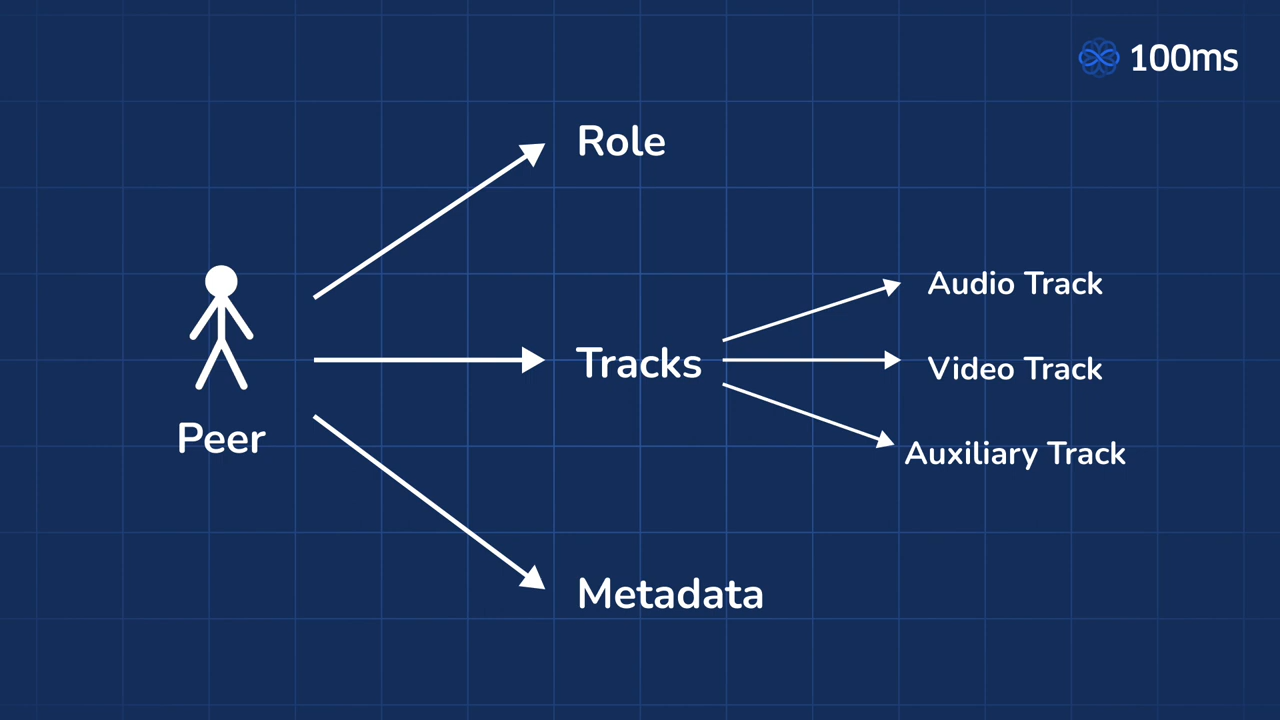 100ms
Role
Audio Track
Tracks
Video Track
Peer
Auxiliary Track
Metadata